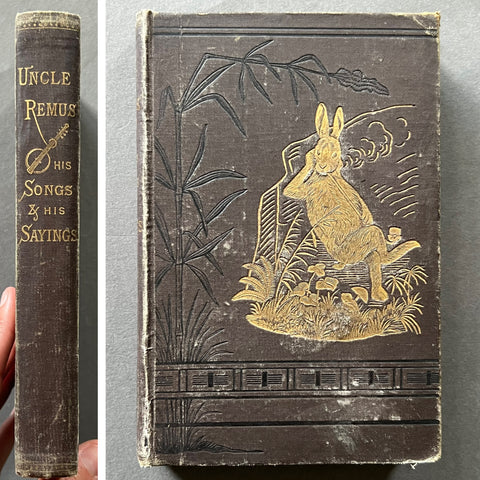 UNCLE
REMUS
HIS
SONGS
& HIS
SAYINGS.